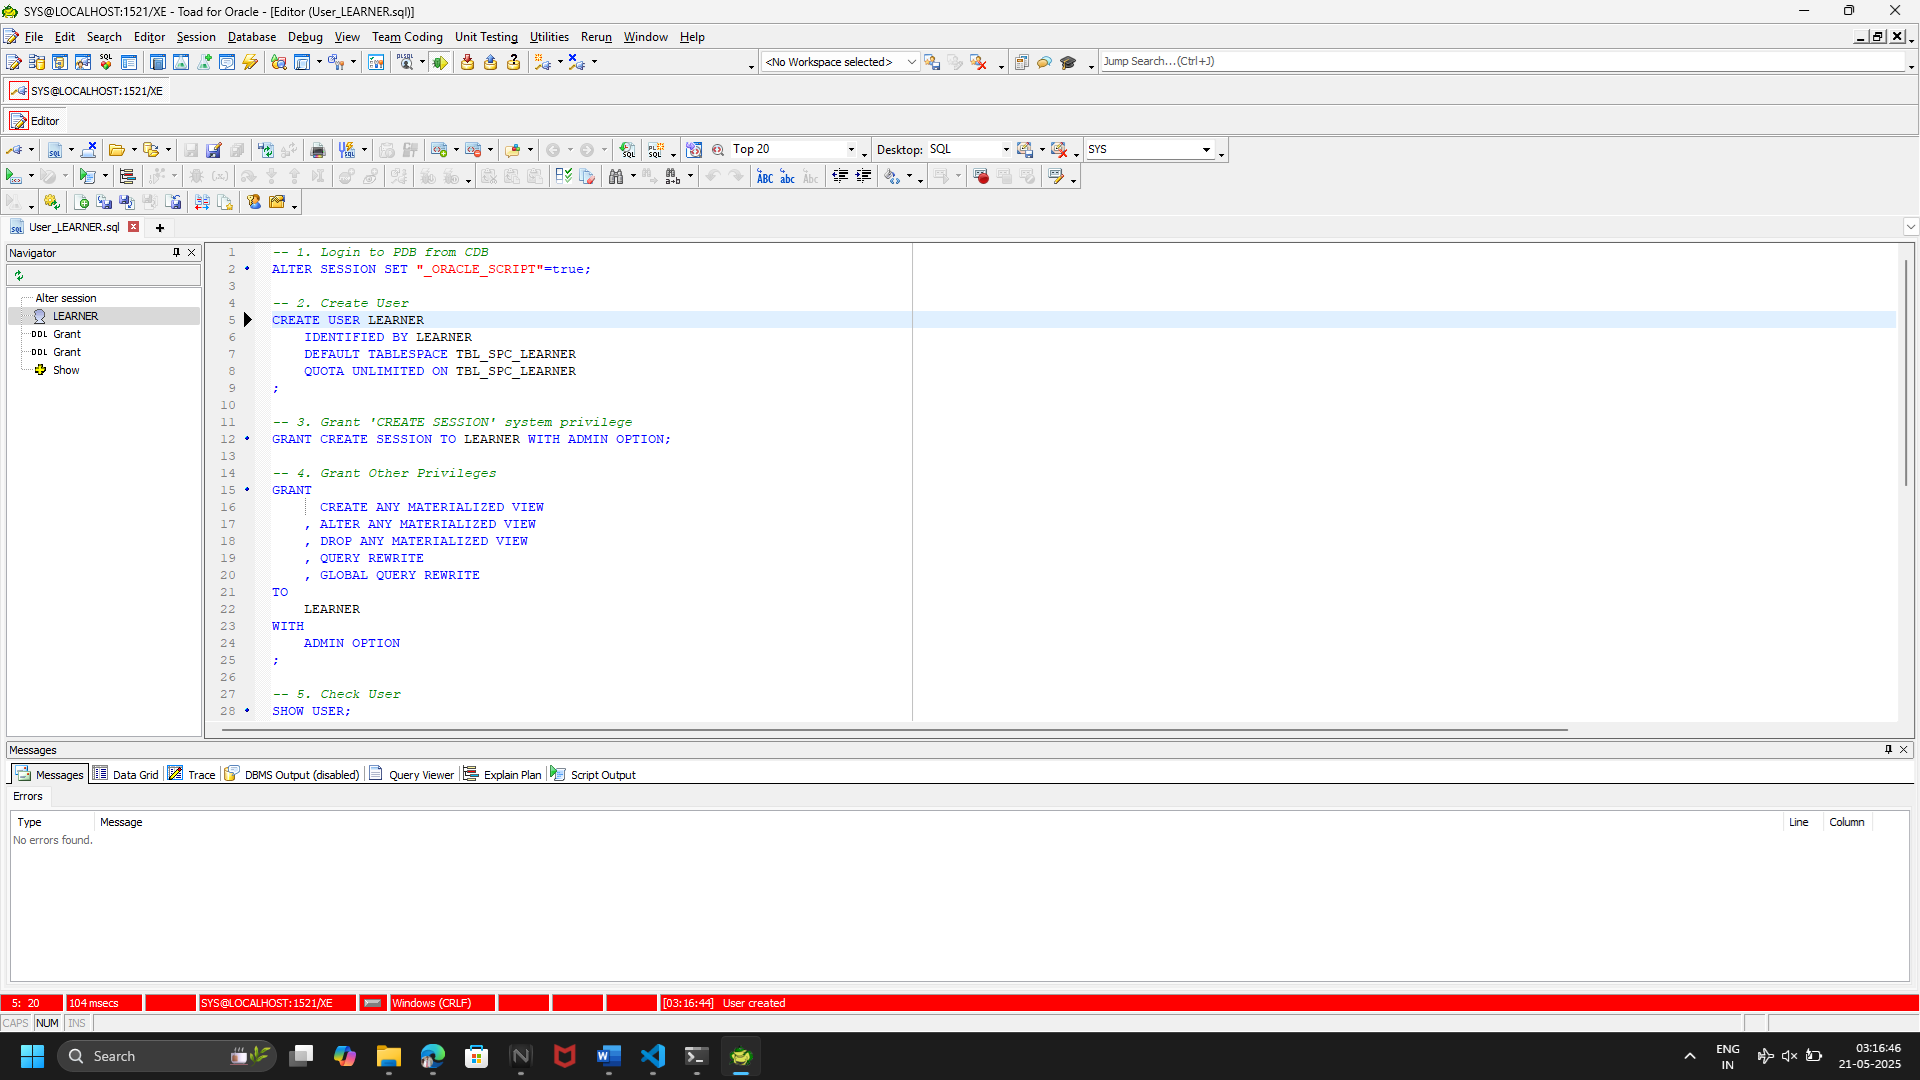 SYS@LOCALHOST:1521/XE - Toad for Oracle - [Editor (User_LEARNER.sql)]
File Edit Search Editor Session Database Debug View Team Coding Unit Testing Utilities Rerun Window Help
<No Workspace selected> Jump Search...(Ctrl+J)
SYS@LOCALHOST:1521/XE
Editor
Top 20 Desktop: SQL SYS
User_LEARNER.sql
Navigator
Alter session
LEARNER
DDL Grant
DDL Grant
Show
1 -- 1. Login to PDB from CDB
2 ALTER SESSION SET "_ORACLE_SCRIPT"=true;
3
4 -- 2. Create User
5 CREATE USER LEARNER
6 IDENTIFIED BY LEARNER
7 DEFAULT TABLESPACE TBL_SPC_LEARNER
8 QUOTA UNLIMITED ON TBL_SPC_LEARNER
9 ;
10
11 -- 3. Grant 'CREATE SESSION' system privilege
12 GRANT CREATE SESSION TO LEARNER WITH ADMIN OPTION;
13
14 -- 4. Grant Other Privileges
15 GRANT
16 CREATE ANY MATERIALIZED VIEW
17 , ALTER ANY MATERIALIZED VIEW
18 , DROP ANY MATERIALIZED VIEW
19 , QUERY REWRITE
20 , GLOBAL QUERY REWRITE
21 TO
22 LEARNER
23 WITH
24 ADMIN OPTION
25 ;
26
27 -- 5. Check User
28 SHOW USER;
Messages
Messages Data Grid Trace DBMS Output (disabled) Query Viewer Explain Plan Script Output
Errors
Type Message Line Column
No errors found.
5: 20 104 msecs SYS@LOCALHOST:1521/XE Windows (CRLF) [03:16:44] User created
CAPS NUM INS
Search
ENG
IN
03:16:46
21-05-2025